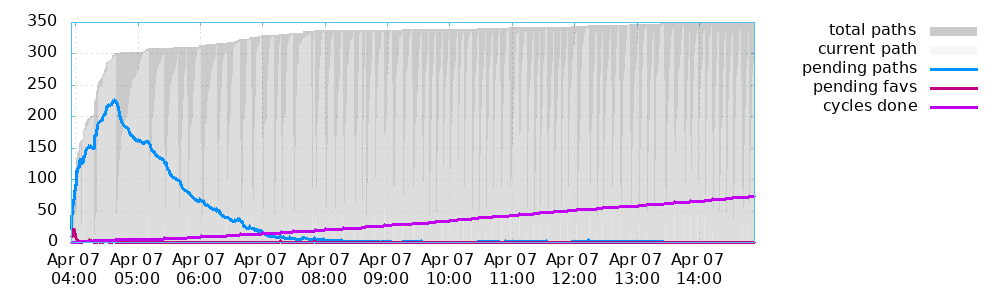 350
300
250
200
150
100
50
0
Apr 07 Apr 07 Apr 07 Apr 07 Apr 07 Apr 07 Apr 07 Apr 07 Apr 07 Apr 07 Apr 07
04:00 05:00 06:00 07:00 08:00 09:00 10:00 11:00 12:00 13:00 14:00
total paths
current path
pending paths
pending favs
cycles done